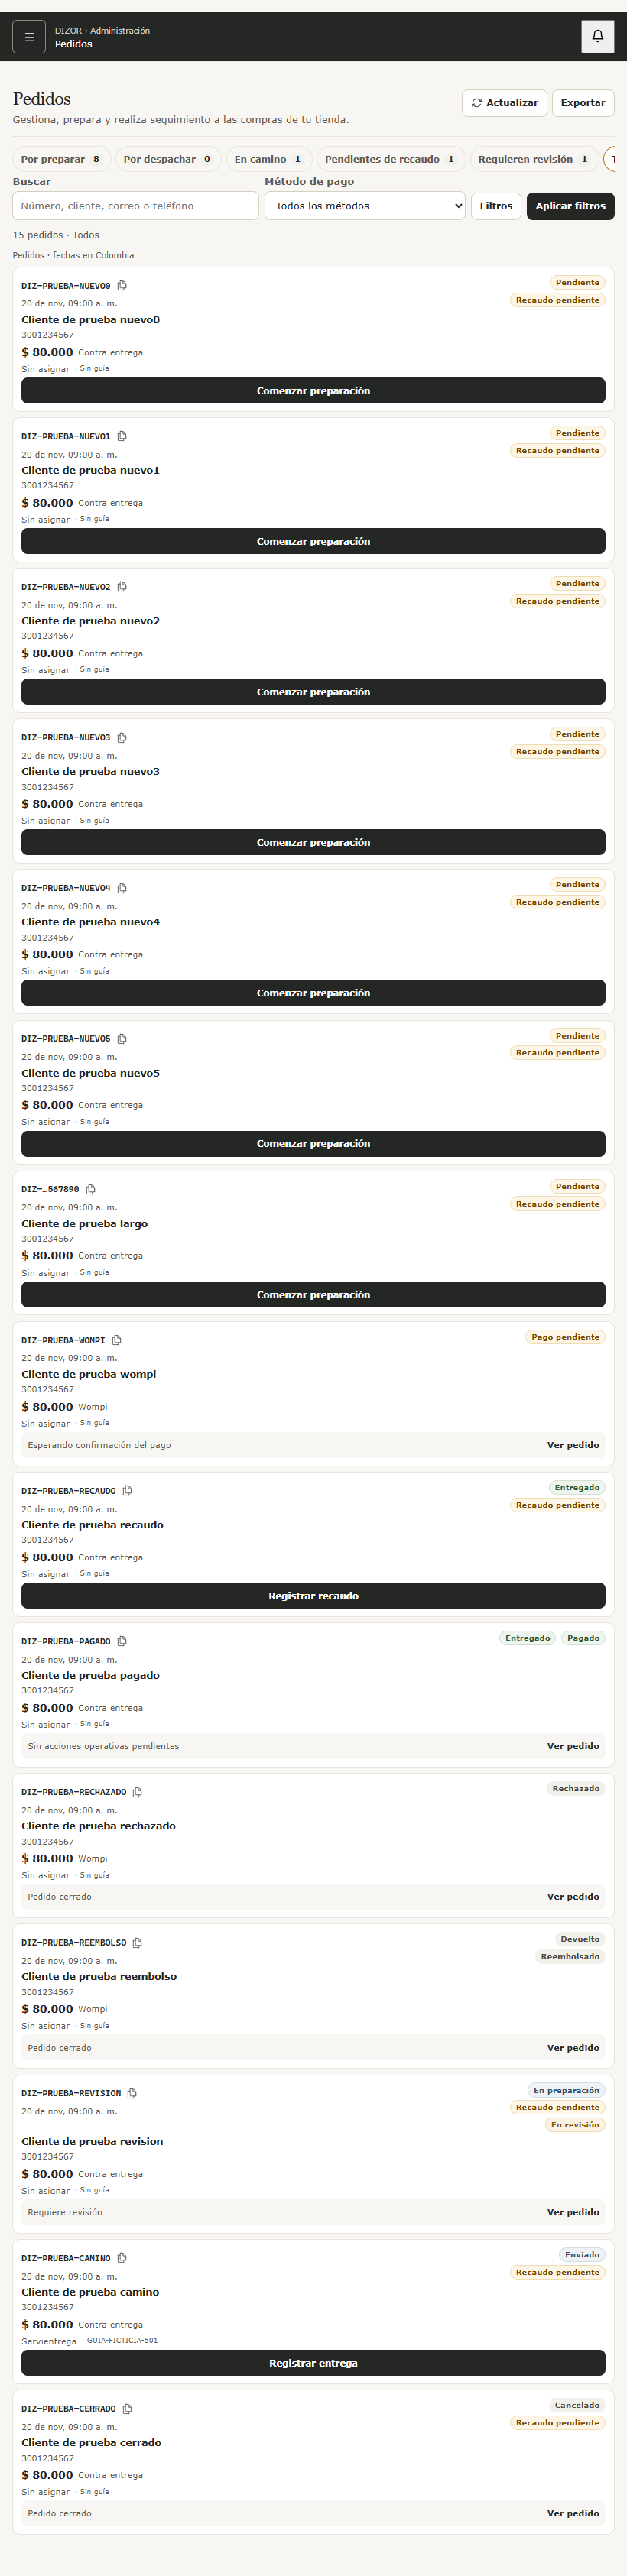 DIZOR · Administración
Pedidos
Pedidos
Gestiona, prepara y realiza seguimiento a las compras de tu tienda.
Actualizar
Exportar
Por preparar 8
Por despachar 0
En camino 1
Pendientes de recaudo 1
Requieren revisión 1
Buscar
Método de pago
Número, cliente, correo o teléfono
Todos los métodos
Filtros
Aplicar filtros
15 pedidos · Todos
Pedidos · fechas en Colombia
DIZ-PRUEBA-NUEVO0
Pendiente
Recaudo pendiente
20 de nov, 09:00 a. m.
Cliente de prueba nuevo0
3001234567
$ 80.000 Contra entrega
Sin asignar · Sin guía
Comenzar preparación
DIZ-PRUEBA-NUEVO1
Pendiente
Recaudo pendiente
20 de nov, 09:00 a. m.
Cliente de prueba nuevo1
3001234567
$ 80.000 Contra entrega
Sin asignar · Sin guía
Comenzar preparación
DIZ-PRUEBA-NUEVO2
Pendiente
Recaudo pendiente
20 de nov, 09:00 a. m.
Cliente de prueba nuevo2
3001234567
$ 80.000 Contra entrega
Sin asignar · Sin guía
Comenzar preparación
DIZ-PRUEBA-NUEVO3
Pendiente
Recaudo pendiente
20 de nov, 09:00 a. m.
Cliente de prueba nuevo3
3001234567
$ 80.000 Contra entrega
Sin asignar · Sin guía
Comenzar preparación
DIZ-PRUEBA-NUEVO4
Pendiente
Recaudo pendiente
20 de nov, 09:00 a. m.
Cliente de prueba nuevo4
3001234567
$ 80.000 Contra entrega
Sin asignar · Sin guía
Comenzar preparación
DIZ-PRUEBA-NUEVO5
Pendiente
Recaudo pendiente
20 de nov, 09:00 a. m.
Cliente de prueba nuevo5
3001234567
$ 80.000 Contra entrega
Sin asignar · Sin guía
Comenzar preparación
DIZ-…567890
Pendiente
Recaudo pendiente
20 de nov, 09:00 a. m.
Cliente de prueba largo
3001234567
$ 80.000 Contra entrega
Sin asignar · Sin guía
Comenzar preparación
DIZ-PRUEBA-WOMPI
Pago pendiente
20 de nov, 09:00 a. m.
Cliente de prueba wompi
3001234567
$ 80.000 Wompi
Sin asignar · Sin guía
Esperando confirmación del pago
Ver pedido
DIZ-PRUEBA-RECAUDO
Entregado
Recaudo pendiente
20 de nov, 09:00 a. m.
Cliente de prueba recaudo
3001234567
$ 80.000 Contra entrega
Sin asignar · Sin guía
Registrar recaudo
DIZ-PRUEBA-PAGADO
Entregado Pagado
20 de nov, 09:00 a. m.
Cliente de prueba pagado
3001234567
$ 80.000 Contra entrega
Sin asignar · Sin guía
Sin acciones operativas pendientes
Ver pedido
DIZ-PRUEBA-RECHAZADO
Rechazado
20 de nov, 09:00 a. m.
Cliente de prueba rechazado
3001234567
$ 80.000 Wompi
Sin asignar · Sin guía
Pedido cerrado
Ver pedido
DIZ-PRUEBA-REEMBOLSO
Devuelto
Reembolsado
20 de nov, 09:00 a. m.
Cliente de prueba reembolso
3001234567
$ 80.000 Wompi
Sin asignar · Sin guía
Pedido cerrado
Ver pedido
DIZ-PRUEBA-REVISION
En preparación
Recaudo pendiente
En revisión
20 de nov, 09:00 a. m.
Cliente de prueba revision
3001234567
$ 80.000 Contra entrega
Sin asignar · Sin guía
Requiere revisión
Ver pedido
DIZ-PRUEBA-CAMINO
Enviado
Recaudo pendiente
20 de nov, 09:00 a. m.
Cliente de prueba camino
3001234567
$ 80.000 Contra entrega
Servientrega · GUIA-FICTICIA-501
Registrar entrega
DIZ-PRUEBA-CERRADO
Cancelado
Recaudo pendiente
20 de nov, 09:00 a. m.
Cliente de prueba cerrado
3001234567
$ 80.000 Contra entrega
Sin asignar · Sin guía
Pedido cerrado
Ver pedido